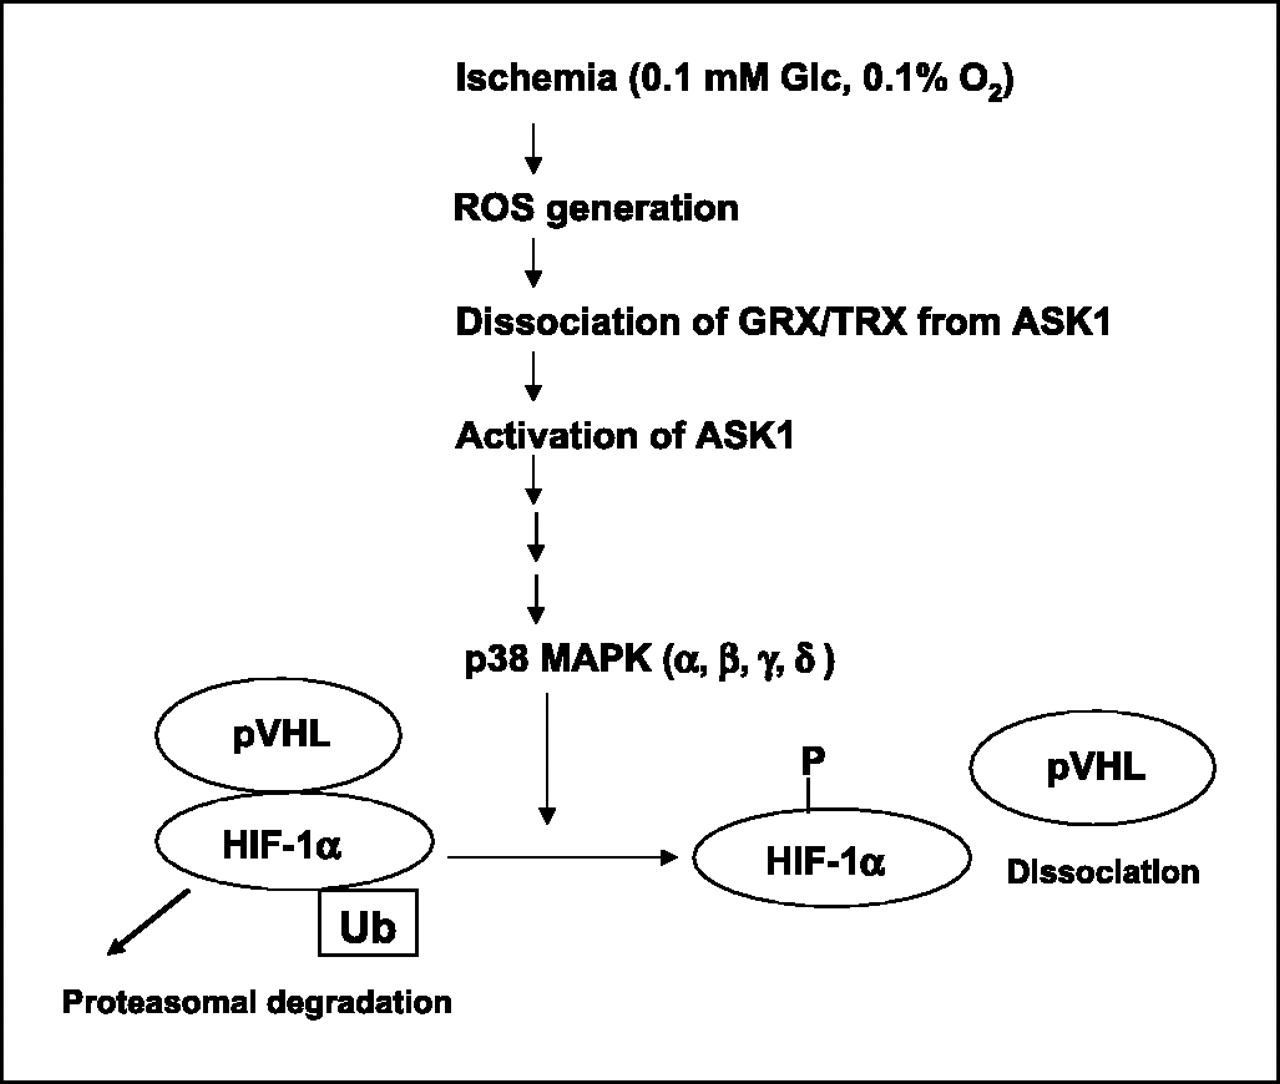 Ischemia (0.1 mM Glc, 0.1% O₂)
ROS generation
Dissociation of GRX/TRX from ASK1
Activation of ASK1
p38 MAPK (α, β, γ, δ )
pVHL
HIF-1α
Ub
Proteasomal degradation
P
HIF-1α
pVHL
Dissociation